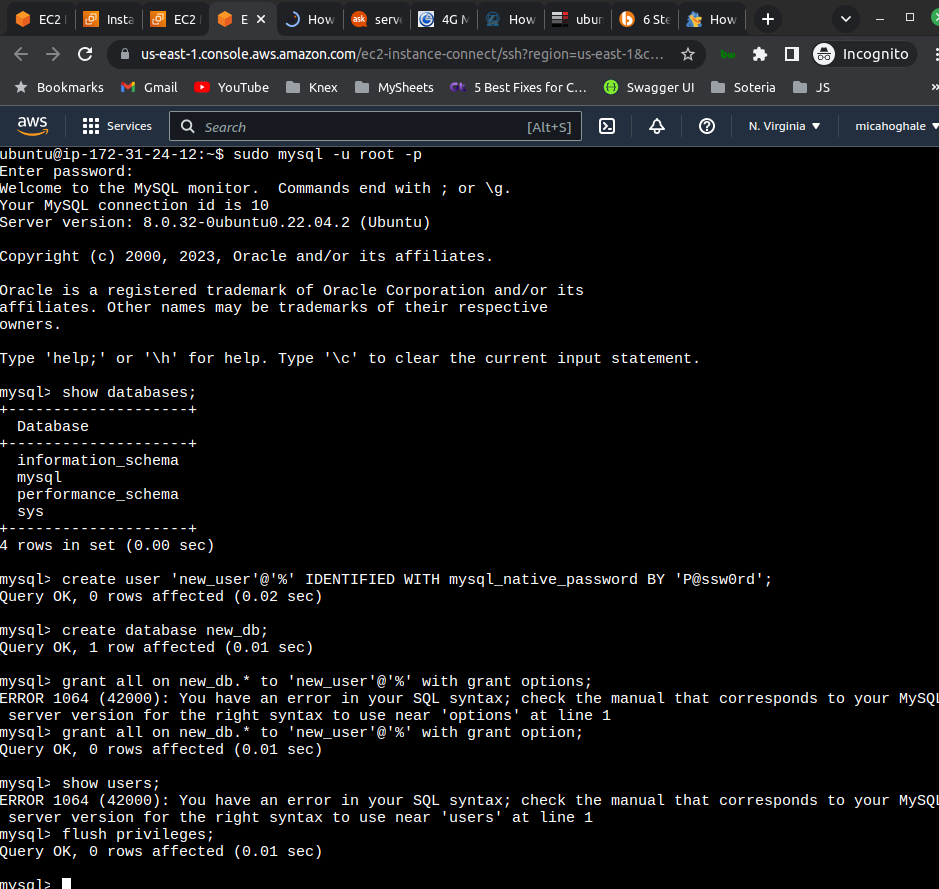 EC2
Insta
EC2
E
How
ask
serve
4G M
How
ubun
6 Ste
How
us-east-1.console.aws.amazon.com/ec2-instance-connect/ssh?region=us-east-1&c...
Incognito
Bookmarks
Gmail
YouTube
Knex
MySheets
5 Best Fixes for C...
Swagger UI
Soteria
JS
»
aws
Services
Search
[Alt+S]
N. Virginia
micahoghale
ubuntu@ip-172-31-24-12:~$ sudo mysql -u root -p
Enter password:
Welcome to the MySQL monitor.  Commands end with ; or \g.
Your MySQL connection id is 10
Server version: 8.0.32-0ubuntu0.22.04.2 (Ubuntu)
Copyright (c) 2000, 2023, Oracle and/or its affiliates.
Oracle is a registered trademark of Oracle Corporation and/or its
affiliates. Other names may be trademarks of their respective
owners.
Type 'help;' or '\h' for help. Type '\c' to clear the current input statement.
mysql> show databases;
+--------------------+
Database
+--------------------+
information_schema
mysql
performance_schema
sys
+--------------------+
4 rows in set (0.00 sec)
mysql> create user 'new_user'@'%' IDENTIFIED WITH mysql_native_password BY 'P@ssw0rd';
Query OK, 0 rows affected (0.02 sec)
mysql> create database new_db;
Query OK, 1 row affected (0.01 sec)
mysql> grant all on new_db.* to 'new_user'@'%' with grant options;
ERROR 1064 (42000): You have an error in your SQL syntax; check the manual that corresponds to your MySQL
server version for the right syntax to use near 'options' at line 1
mysql> grant all on new_db.* to 'new_user'@'%' with grant option;
Query OK, 0 rows affected (0.01 sec)
mysql> show users;
ERROR 1064 (42000): You have an error in your SQL syntax; check the manual that corresponds to your MySQL
server version for the right syntax to use near 'users' at line 1
mysql> flush privileges;
Query OK, 0 rows affected (0.01 sec)
mysql>